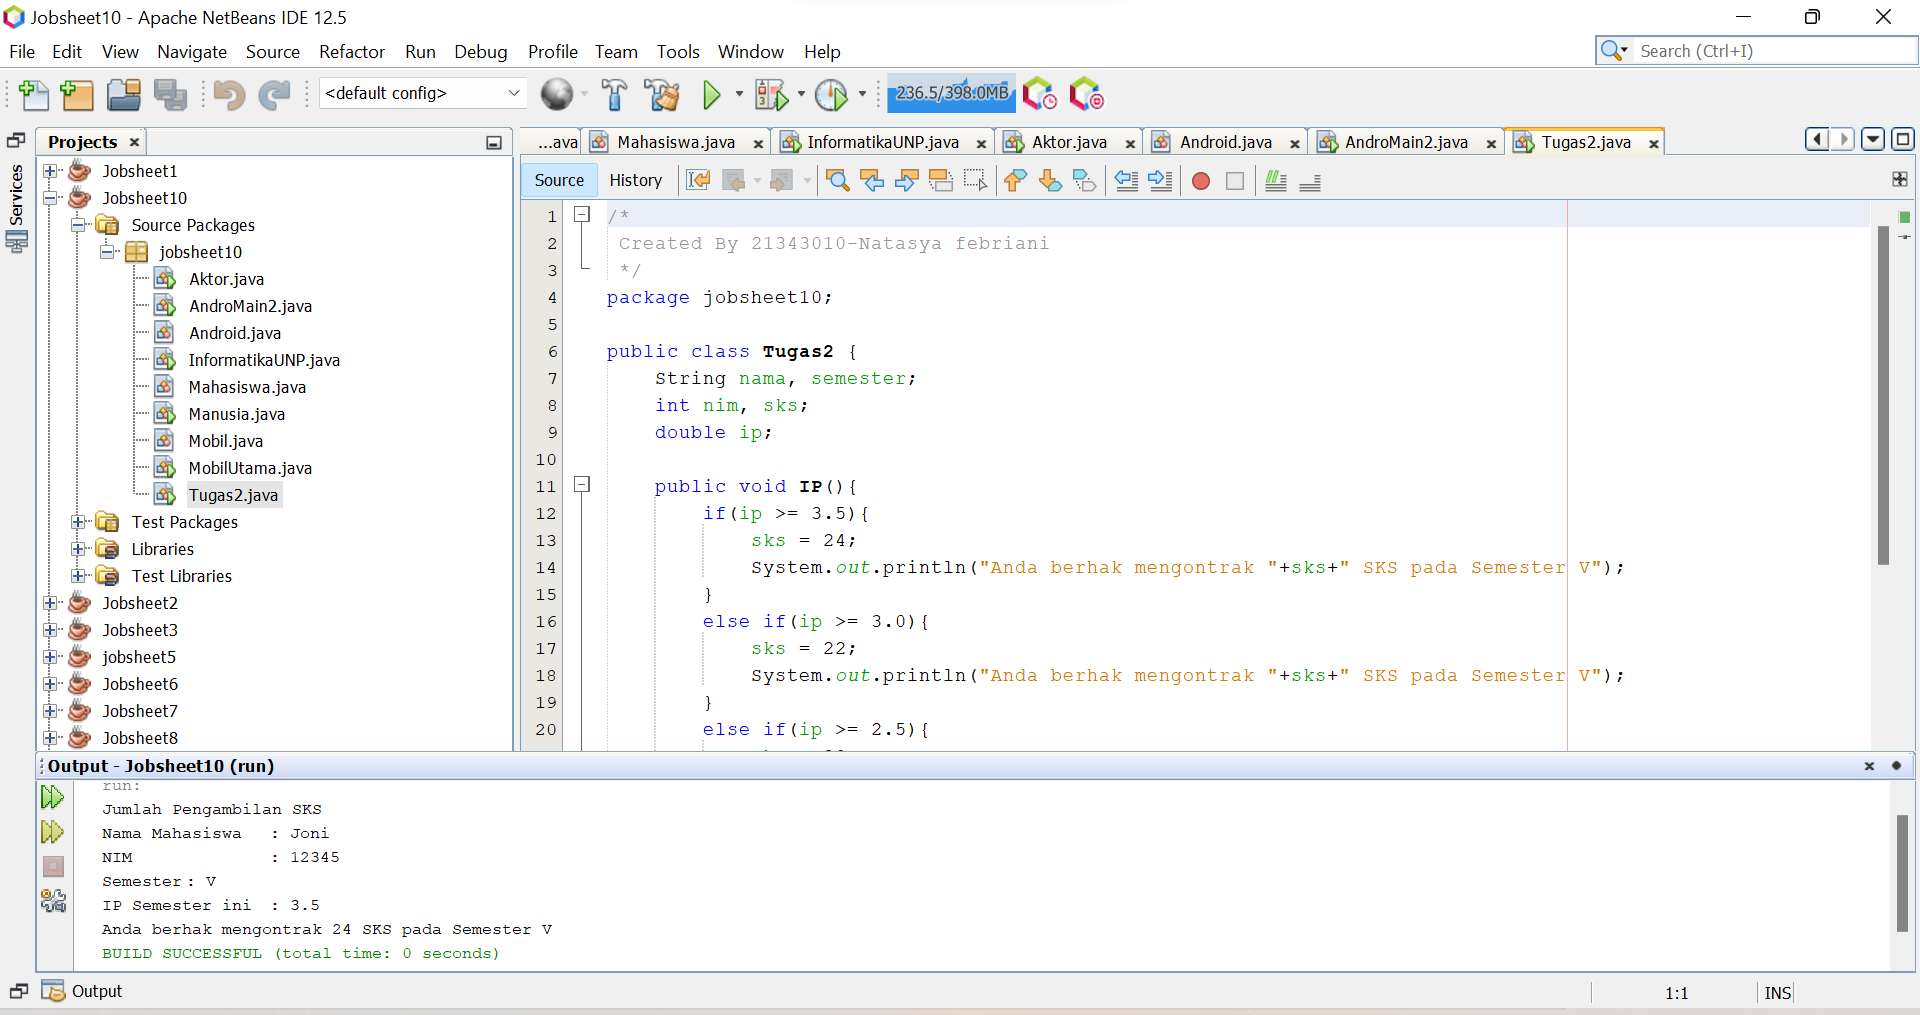 Jobsheet10 - Apache NetBeans IDE 12.5
File Edit View Navigate Source Refactor Run Debug Profile Team Tools Window Help
Search (Ctrl+I)
<default config>
236.5/398.0MB
Projects
...ava Mahasiswa.java InformatikaUNP.java Aktor.java Android.java AndroMain2.java Tugas2.java
Services
Source History
Jobsheet1
Jobsheet10
Source Packages
jobsheet10
Aktor.java
AndroMain2.java
Android.java
InformatikaUNP.java
Mahasiswa.java
Manusia.java
Mobil.java
MobilUtama.java
Tugas2.java
Test Packages
Libraries
Test Libraries
Jobsheet2
Jobsheet3
jobsheet5
Jobsheet6
Jobsheet7
Jobsheet8
1 /*
2 Created By 21343010-Natasya febriani
3 */
4 package jobsheet10;
5
6 public class Tugas2 {
7 String nama, semester;
8 int nim, sks;
9 double ip;
10
11 public void IP(){
12 if(ip >= 3.5){
13 sks = 24;
14 System.out.println("Anda berhak mengontrak "+sks+" SKS pada Semester V");
15 }
16 else if(ip >= 3.0){
17 sks = 22;
18 System.out.println("Anda berhak mengontrak "+sks+" SKS pada Semester V");
19 }
20 else if(ip >= 2.5){
Output - Jobsheet10 (run)
run:
Jumlah Pengambilan SKS
Nama Mahasiswa : Joni
NIM : 12345
Semester : V
IP Semester ini : 3.5
Anda berhak mengontrak 24 SKS pada Semester V
BUILD SUCCESSFUL (total time: 0 seconds)
Output
1:1 INS